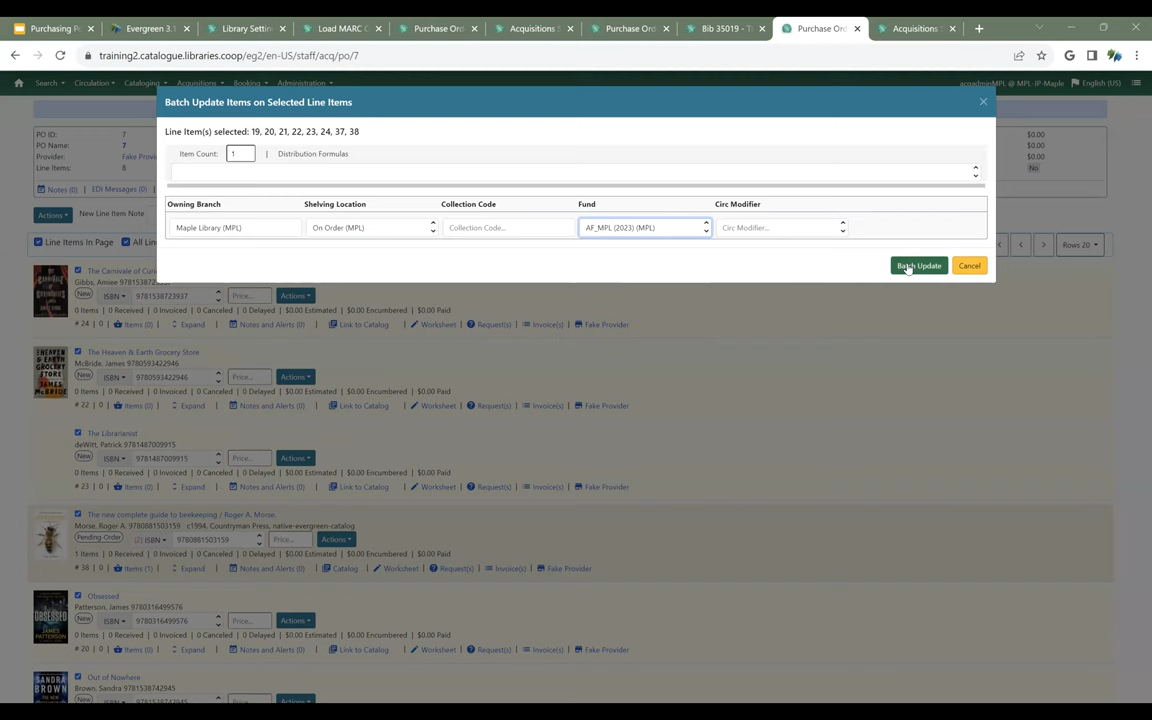 Purchasing Po
Evergreen 3.1
Library Settin
Load MARC O
Purchase Ord
Acquisitions S
Purchase Ord
Bib 35019 - Th
Purchase Ord
Acquisitions S
training2.catalogue.libraries.coop/eg2/en-US/staff/acq/po/7
Search Circulation Cataloging Acquisitions Booking Administration acqadminMPL @ MPL-IP-Maple English (US)
Batch Update Items on Selected Line Items
Line Item(s) selected: 19, 20, 21, 22, 23, 24, 37, 38
PO ID: 7 $0.00
PO Name: 7 $0.00
Provider: Fake Provi $0.00
Line Items: 8 No
Item Count: 1 | Distribution Formulas
Notes (0) EDI Messages (0)
Owning Branch Shelving Location Collection Code Fund Circ Modifier
Actions New Line Item Note
Maple Library (MPL) On Order (MPL) Collection Code... AF_MPL (2023) (MPL) Circ Modifier...
Line Items In Page All Lin Rows 20
Batch Update Cancel
The Carnivale of Curi
Gibbs, Amiee 9781538723937
New ISBN 9781538723937 Price... Actions
0 Items | 0 Received | 0 Invoiced | 0 Canceled | 0 Delayed | $0.00 Estimated | $0.00 Encumbered | $0.00 Paid
# 24 | 0 | Items (0) | Expand | Notes and Alerts (0) | Link to Catalog | Worksheet | Request(s) | Invoice(s) | Fake Provider
The Heaven & Earth Grocery Store
McBride, James 9780593422946
New ISBN 9780593422946 Price... Actions
0 Items | 0 Received | 0 Invoiced | 0 Canceled | 0 Delayed | $0.00 Estimated | $0.00 Encumbered | $0.00 Paid
# 22 | 0 | Items (0) | Expand | Notes and Alerts (0) | Link to Catalog | Worksheet | Request(s) | Invoice(s) | Fake Provider
The Librarianist
deWitt, Patrick 9781487009915
New ISBN 9781487009915 Price... Actions
0 Items | 0 Received | 0 Invoiced | 0 Canceled | 0 Delayed | $0.00 Estimated | $0.00 Encumbered | $0.00 Paid
# 23 | 0 | Items (0) | Expand | Notes and Alerts (0) | Link to Catalog | Worksheet | Request(s) | Invoice(s) | Fake Provider
The new complete guide to beekeeping / Roger A. Morse.
Morse, Roger A. 9780881503159 c1994. Countryman Press, native-evergreen-catalog
Pending-Order (2) ISBN 9780881503159 Price... Actions
1 Items | 0 Received | 0 Invoiced | 0 Canceled | 0 Delayed | $0.00 Estimated | $0.00 Encumbered | $0.00 Paid
# 38 | 0 | Items (1) | Expand | Notes and Alerts (0) | Catalog | Worksheet | Request(s) | Invoice(s) | Fake Provider
Obsessed
Patterson, James 9780316499576
New ISBN 9780316499576 Price... Actions
0 Items | 0 Received | 0 Invoiced | 0 Canceled | 0 Delayed | $0.00 Estimated | $0.00 Encumbered | $0.00 Paid
# 20 | 0 | Items (0) | Expand | Notes and Alerts (0) | Link to Catalog | Worksheet | Request(s) | Invoice(s) | Fake Provider
Out of Nowhere
Brown, Sandra 9781538742945
New ISBN 9781538742945 Price... Actions